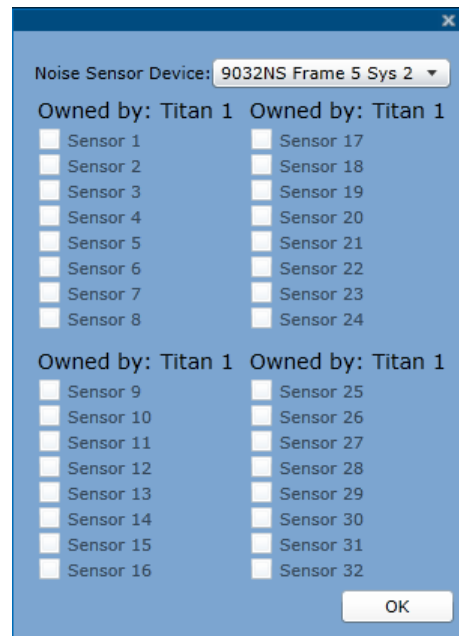 Noise Sensor Device: 9032NS Frame 5 Sys 2
Owned by: Titan 1
Sensor 1
Sensor 2
Sensor 3
Sensor 4
Sensor 5
Sensor 6
Sensor 7
Sensor 8
Owned by: Titan 1
Sensor 17
Sensor 18
Sensor 19
Sensor 20
Sensor 21
Sensor 22
Sensor 23
Sensor 24
Owned by: Titan 1
Sensor 9
Sensor 10
Sensor 11
Sensor 12
Sensor 13
Sensor 14
Sensor 15
Sensor 16
Owned by: Titan 1
Sensor 25
Sensor 26
Sensor 27
Sensor 28
Sensor 29
Sensor 30
Sensor 31
Sensor 32
OK